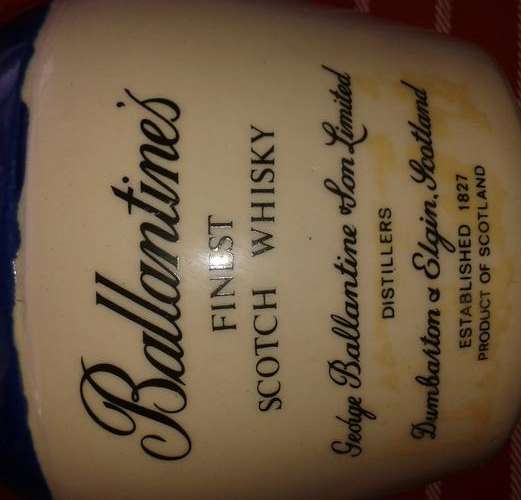 Ballantine's
FINEST
SCOTCH WHISKY
George Ballantine & Son Limited
DISTILLERS
Dumbarton & Elgin, Scotland
ESTABLISHED 1827
PRODUCT OF SCOTLAND